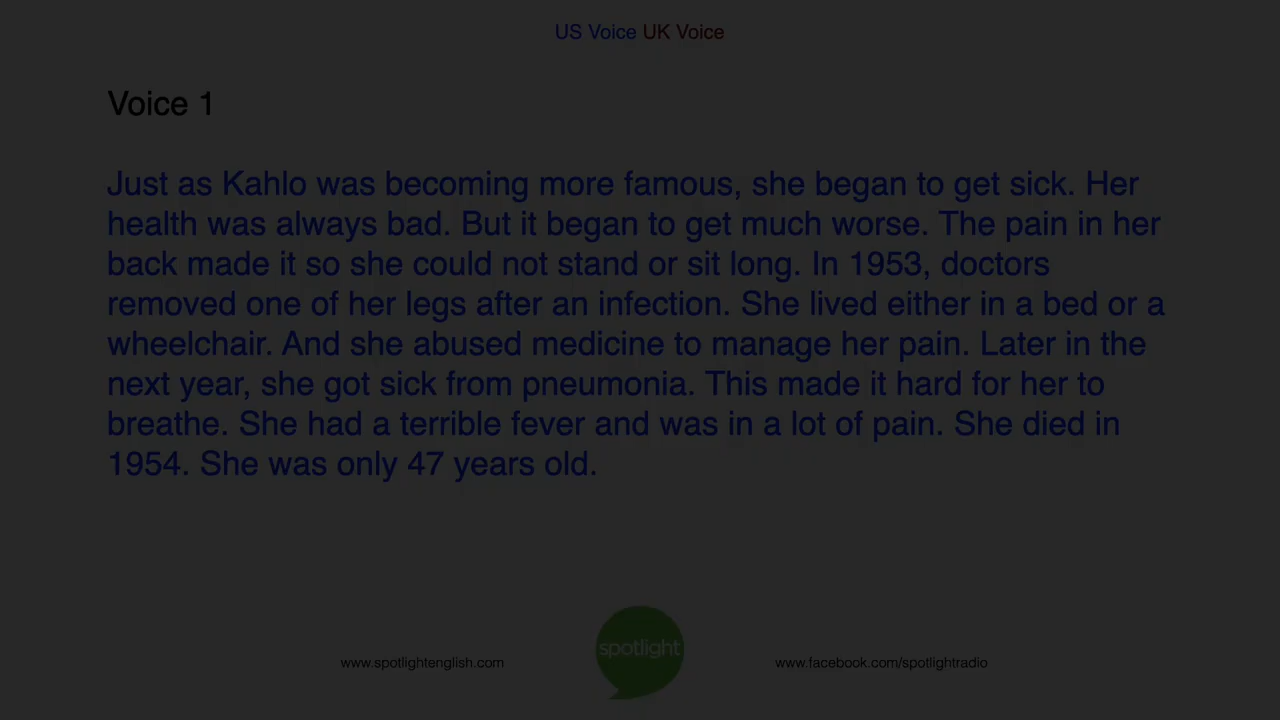 US Voice UK Voice
Voice 1
Just as Kahlo was becoming more famous, she began to get sick. Her
health was always bad. But it began to get much worse. The pain in her
back made it so she could not stand or sit long. In 1953, doctors
removed one of her legs after an infection. She lived either in a bed or a
wheelchair. And she abused medicine to manage her pain. Later in the
next year, she got sick from pneumonia. This made it hard for her to
breathe. She had a terrible fever and was in a lot of pain. She died in
1954. She was only 47 years old.
spotlight
www.spotlightenglish.com
www.facebook.com/spotlightradio